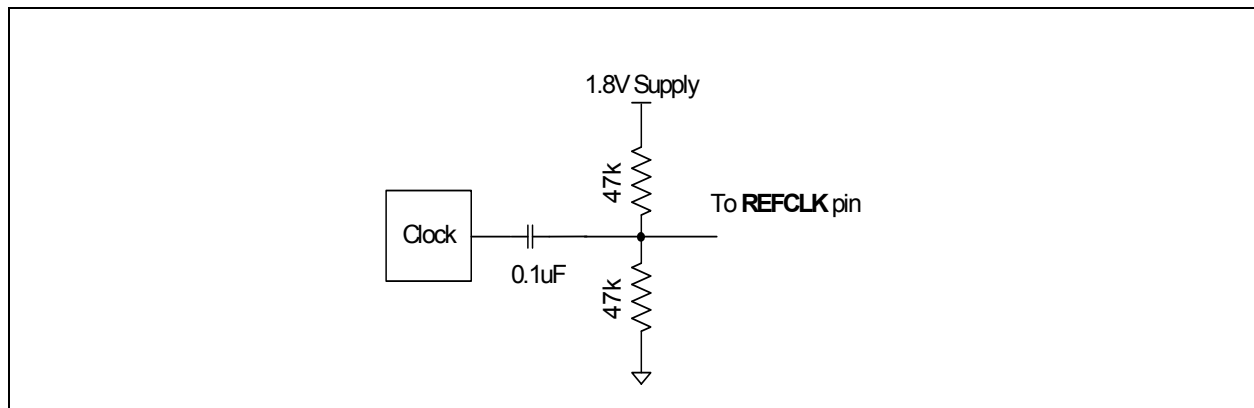 1.8V Supply
47k
To REFCLK pin
Clock
0.1uF
47k